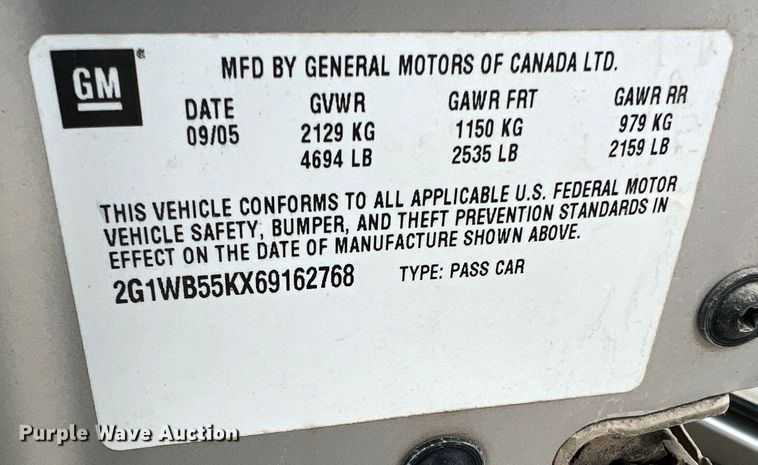 GM
MFD BY GENERAL MOTORS OF CANADA LTD.
DATE GVWR GAWR FRT GAWR RR
09/05 2129 KG 1150 KG 979 KG
4694 LB 2535 LB 2159 LB
THIS VEHICLE CONFORMS TO ALL APPLICABLE U.S. FEDERAL MOTOR
VEHICLE SAFETY, BUMPER, AND THEFT PREVENTION STANDARDS IN
EFFECT ON THE DATE OF MANUFACTURE SHOWN ABOVE.
2G1WB55KX69162768 TYPE: PASS CAR
Purple Wave Auction